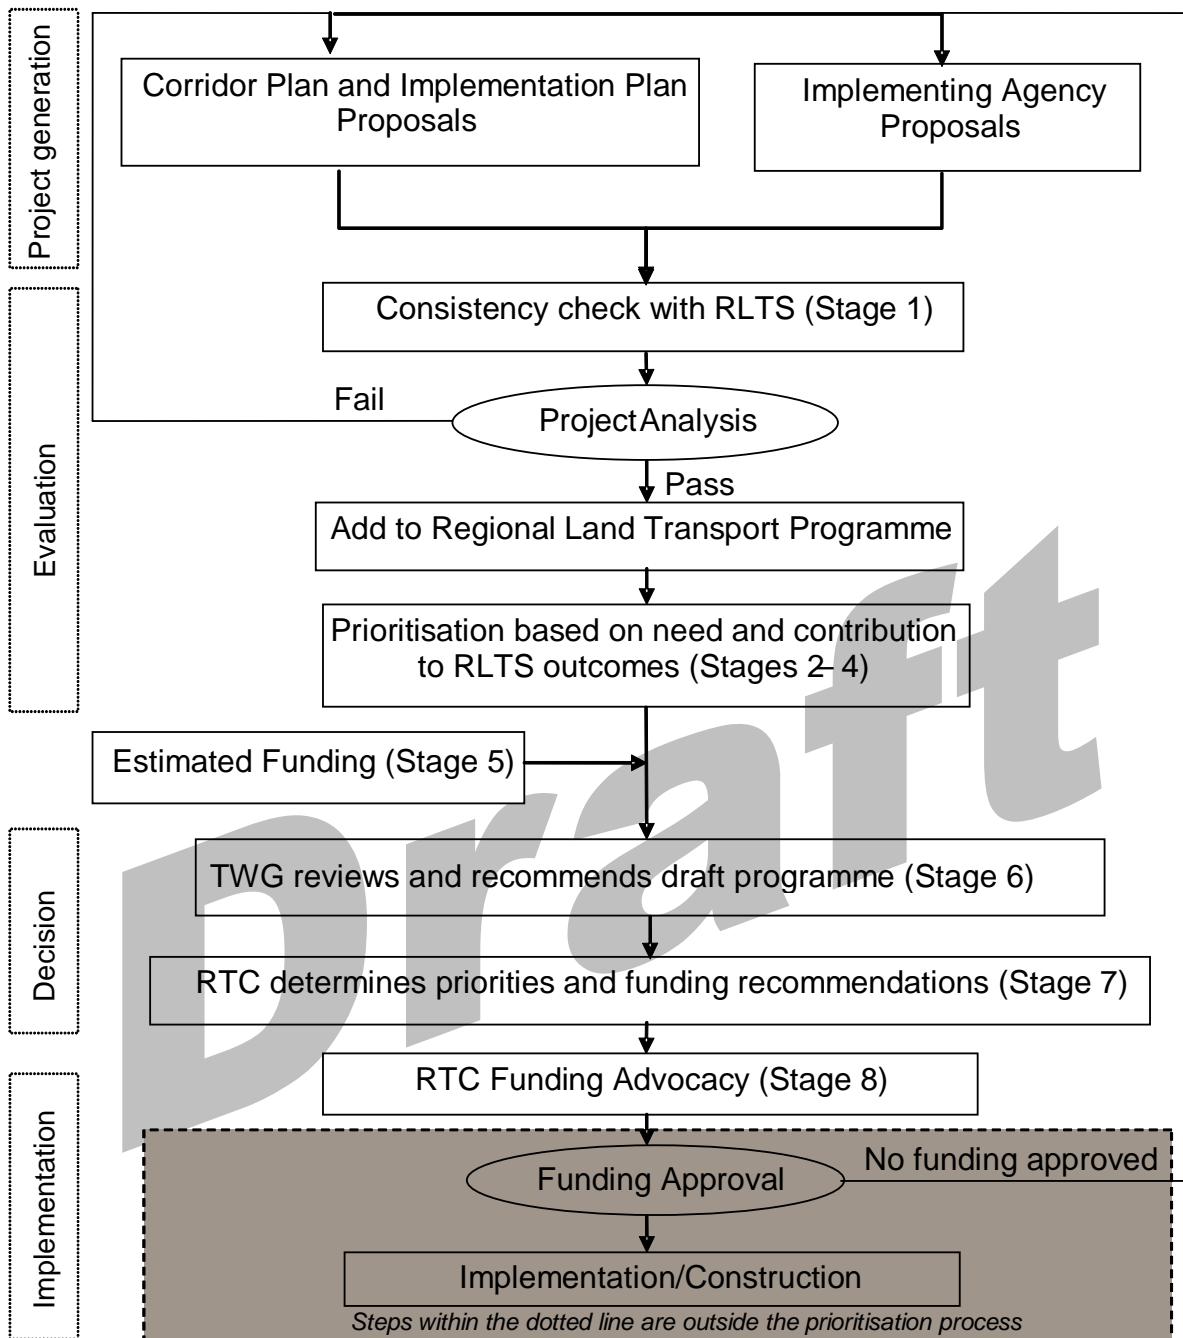 Project generation
Corridor Plan and Implementation Plan
Proposals
Implementing Agency
Proposals
Evaluation
Consistency check with RLTS (Stage 1)
Fail
Project Analysis
Pass
Add to Regional Land Transport Programme
Prioritisation based on need and contribution
to RLTS outcomes (Stages 2– 4)
Estimated Funding (Stage 5)
Decision
TWG reviews and recommends draft programme (Stage 6)
RTC determines priorities and funding recommendations (Stage 7)
Implementation
RTC Funding Advocacy (Stage 8)
Funding Approval
No funding approved
Implementation/Construction
Steps within the dotted line are outside the prioritisation process
Draft